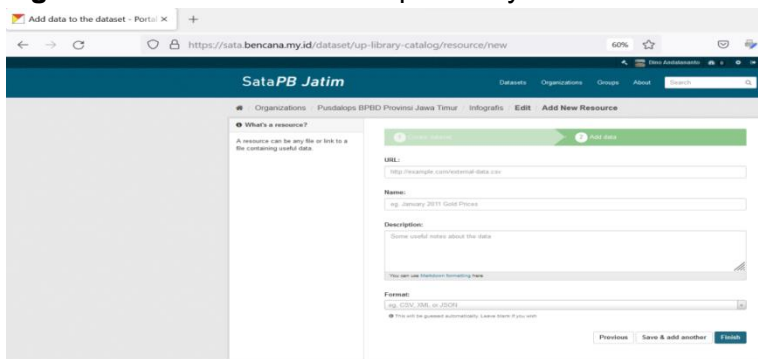 Add data to the dataset - Portal
https://sata.bencana.my.id/dataset/up-library-catalog/resource/new
60%
Dino Andalananto
SataPB Jatim
Datasets Organizations Groups About Search
/ Organizations / Pusdalops BPBD Provinsi Jawa Timur / Infografis / Edit / Add New Resource
What's a resource?
A resource can be any file or link to a
file containing useful data.
1 Create dataset
2 Add data
URL:
http://example.com/external-data.csv
Name:
eg. January 2011 Gold Prices
Description:
Some useful notes about the data
You can use Markdown formatting here
Format:
eg. CSV, XML or JSON
This will be guessed automatically. Leave blank if you wish
Previous Save & add another Finish